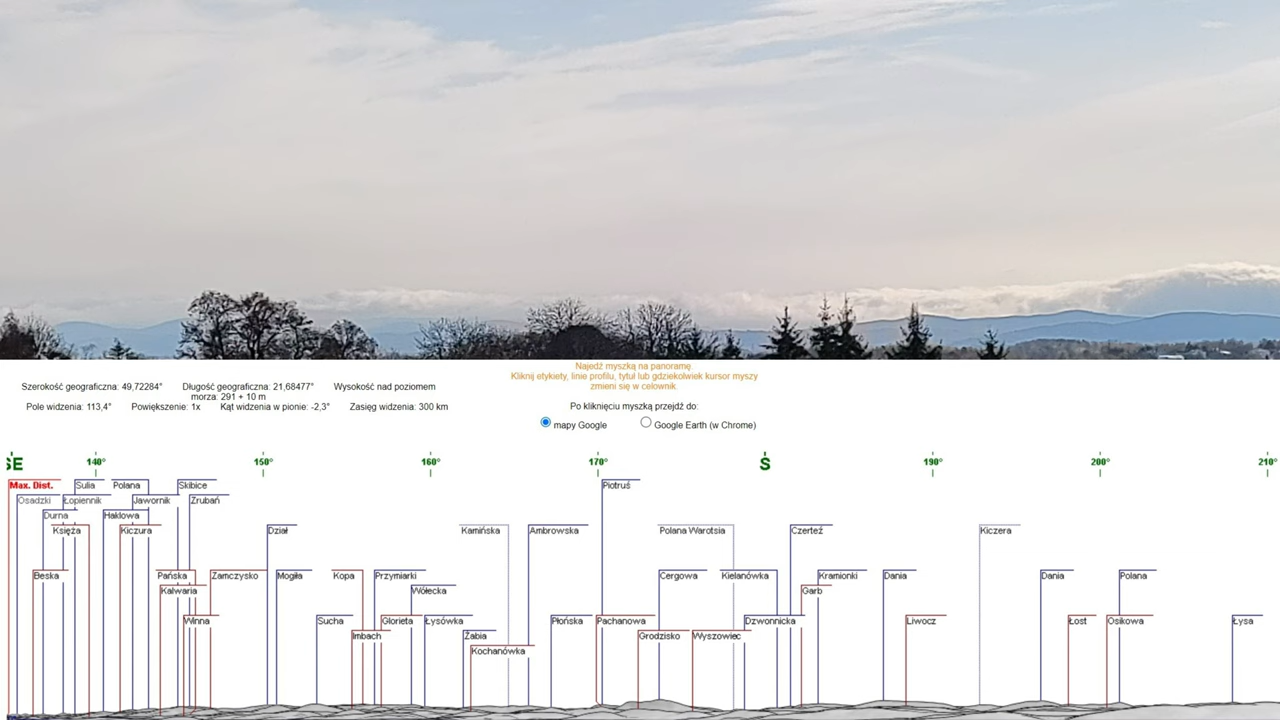 Najedź myszką na panoramę.
Kliknij etykiety, linie profilu, tytuł lub gdziekolwiek kursor myszy
zmieni się w celownik.
Szerokość geograficzna: 49,72284° Długość geograficzna: 21,68477° Wysokość nad poziomem
morza: 291 + 10 m
Pole widzenia: 113,4° Powiększenie: 1x Kąt widzenia w pionie: -2,3° Zasięg widzenia: 300 km
Po kliknięciu myszką przejdź do:
mapy Google Google Earth (w Chrome)
SE 140° 150° 160° 170° S 190° 200° 210°
Max. Dist. Sulia Polana Skibice Piotruś
Osadzki Łopiennik Jawornik Zrubań
Durna Hakłowa
Księża Kiczura Dział Kamińska Ambrowska Polana Warotsia Czerteż Kiczera
Beska Pańska Zamczysko Mogiła Kopa Przymiarki Cergowa Kielanówka Kramionki Dania Dania Polana
Kalwaria Wólecka Garb
Winna Sucha Glorieta Łysówka Płońska Pachanowa Dzwonnicka Liwocz Łost Osikowa Łysa
Imbach Żabia Grodzisko Wyszowiec
Kochanówka